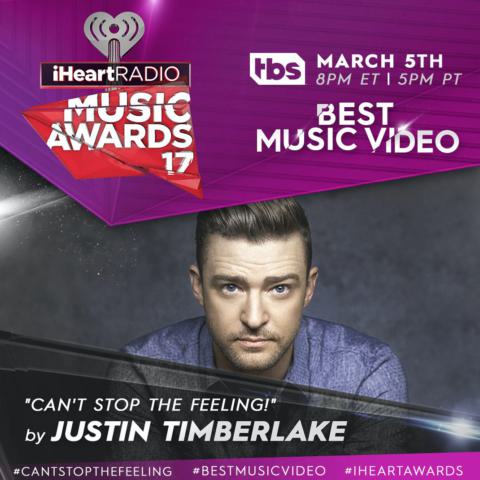 iHeartRADIO
MUSIC
AWARDS
17
tbs
MARCH 5TH
8PM ET | 5PM PT
BEST
MUSIC VIDEO
"CAN'T STOP THE FEELING!"
by JUSTIN TIMBERLAKE
#CANTSTOPTHEFEELING #BESTMUSICVIDEO #IHEARTAWARDS